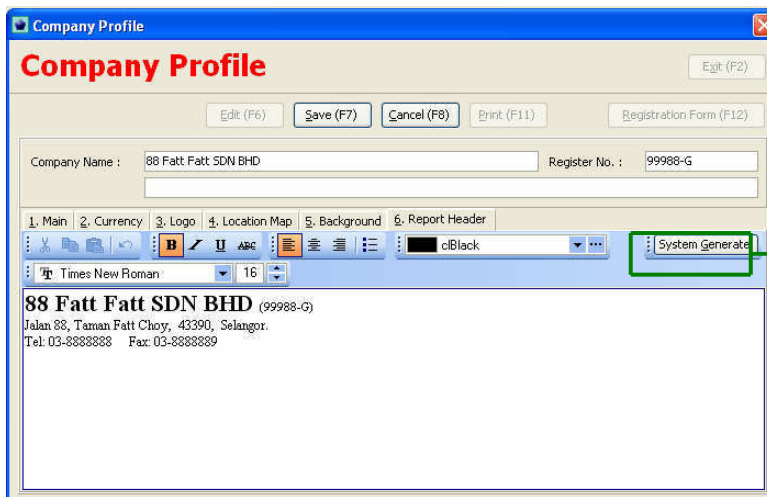 Company Profile
Company Profile
Exit (F2)
Edit (F6) Save (F7) Cancel (F8) Print (F11) Registration Form (F12)
Company Name : 88 Fatt Fatt SDN BHD Register No. : 99988-G
1. Main 2. Currency 3. Logo 4. Location Map 5. Background 6. Report Header
B I U ABC clBlack System Generate
Times New Roman 16
88 Fatt Fatt SDN BHD (99988-G)
Jalan 88, Taman Fatt Choy, 43390, Selangor.
Tel: 03-8888888 Fax: 03-8888889